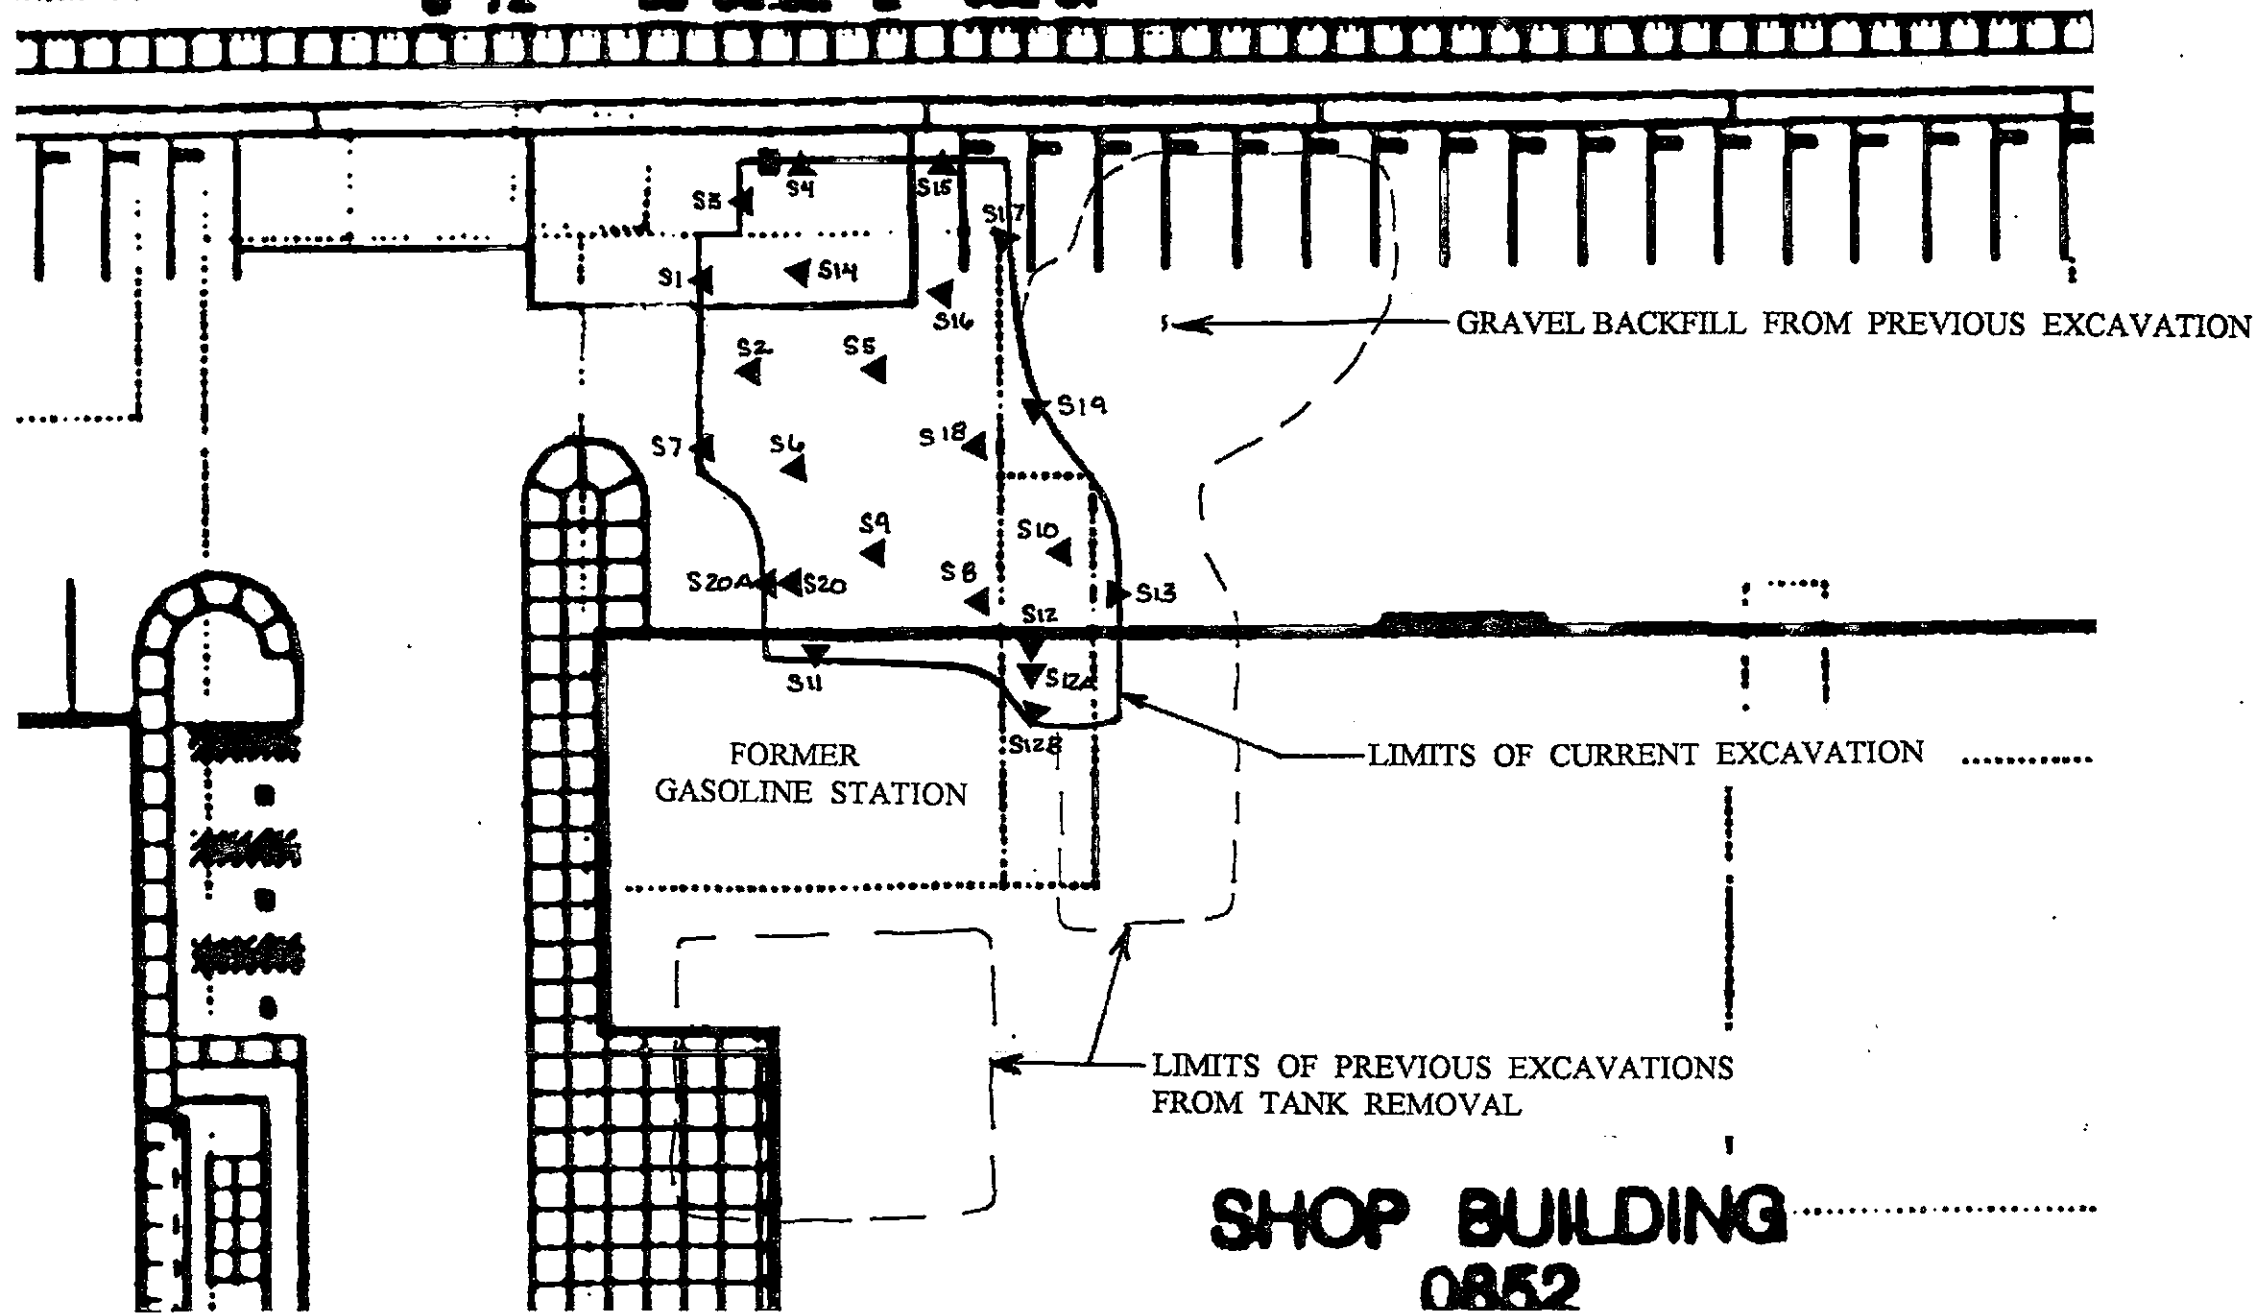 S3
S4
S15
S17
S1
S14
S16
GRAVEL BACKFILL FROM PREVIOUS EXCAVATION
S2
S5
S19
S7
S6
S18
S9
S10
S20A
S20
S8
S13
S12
S11
S12A
S12B
FORMER
GASOLINE STATION
LIMITS OF CURRENT EXCAVATION
LIMITS OF PREVIOUS EXCAVATIONS
FROM TANK REMOVAL
SHOP BUILDING
0852